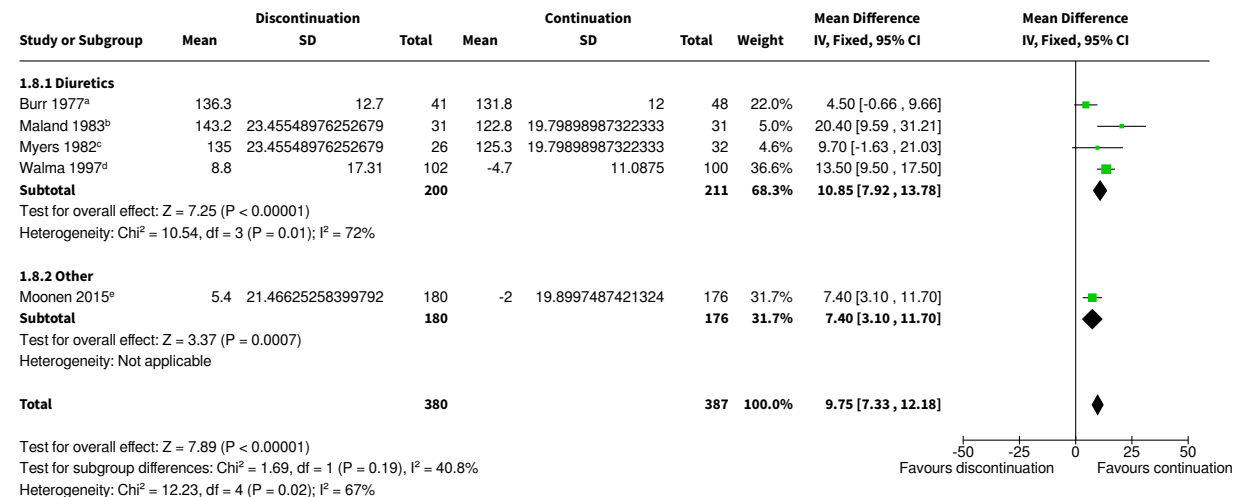 Discontinuation Continuation Mean Difference Mean Difference
Study or Subgroup Mean SD Total Mean SD Total Weight IV, Fixed, 95% CI IV, Fixed, 95% CI
1.8.1 Diuretics
Burr 1977ᵃ 136.3 12.7 41 131.8 12 48 22.0% 4.50 [-0.66 , 9.66]
Maland 1983ᵇ 143.2 23.45548976252679 31 122.8 19.79898987322333 31 5.0% 20.40 [9.59 , 31.21]
Myers 1982ᶜ 135 23.45548976252679 26 125.3 19.79898987322333 32 4.6% 9.70 [-1.63 , 21.03]
Walma 1997ᵈ 8.8 17.31 102 -4.7 11.0875 100 36.6% 13.50 [9.50 , 17.50]
Subtotal 200 211 68.3% 10.85 [7.92 , 13.78]
Test for overall effect: Z = 7.25 (P < 0.00001)
Heterogeneity: Chi² = 10.54, df = 3 (P = 0.01); I² = 72%
1.8.2 Other
Moonen 2015ᵉ 5.4 21.46625258399792 180 -2 19.8997487421324 176 31.7% 7.40 [3.10 , 11.70]
Subtotal 180 176 31.7% 7.40 [3.10 , 11.70]
Test for overall effect: Z = 3.37 (P = 0.0007)
Heterogeneity: Not applicable
Total 380 387 100.0% 9.75 [7.33 , 12.18]
Test for overall effect: Z = 7.89 (P < 0.00001)
Test for subgroup differences: Chi² = 1.69, df = 1 (P = 0.19), I² = 40.8%
Heterogeneity: Chi² = 12.23, df = 4 (P = 0.02); I² = 67%
-50 -25 0 25 50
Favours discontinuation Favours continuation